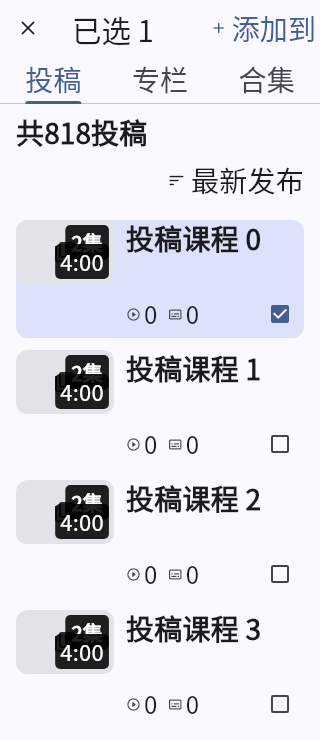 已选 1
+ 添加到
投稿 专栏 合集
共818投稿
最新发布
投稿课程 0
2集
4:00
0 0
投稿课程 1
2集
4:00
0 0
投稿课程 2
2集
4:00
0 0
投稿课程 3
2集
4:00
0 0